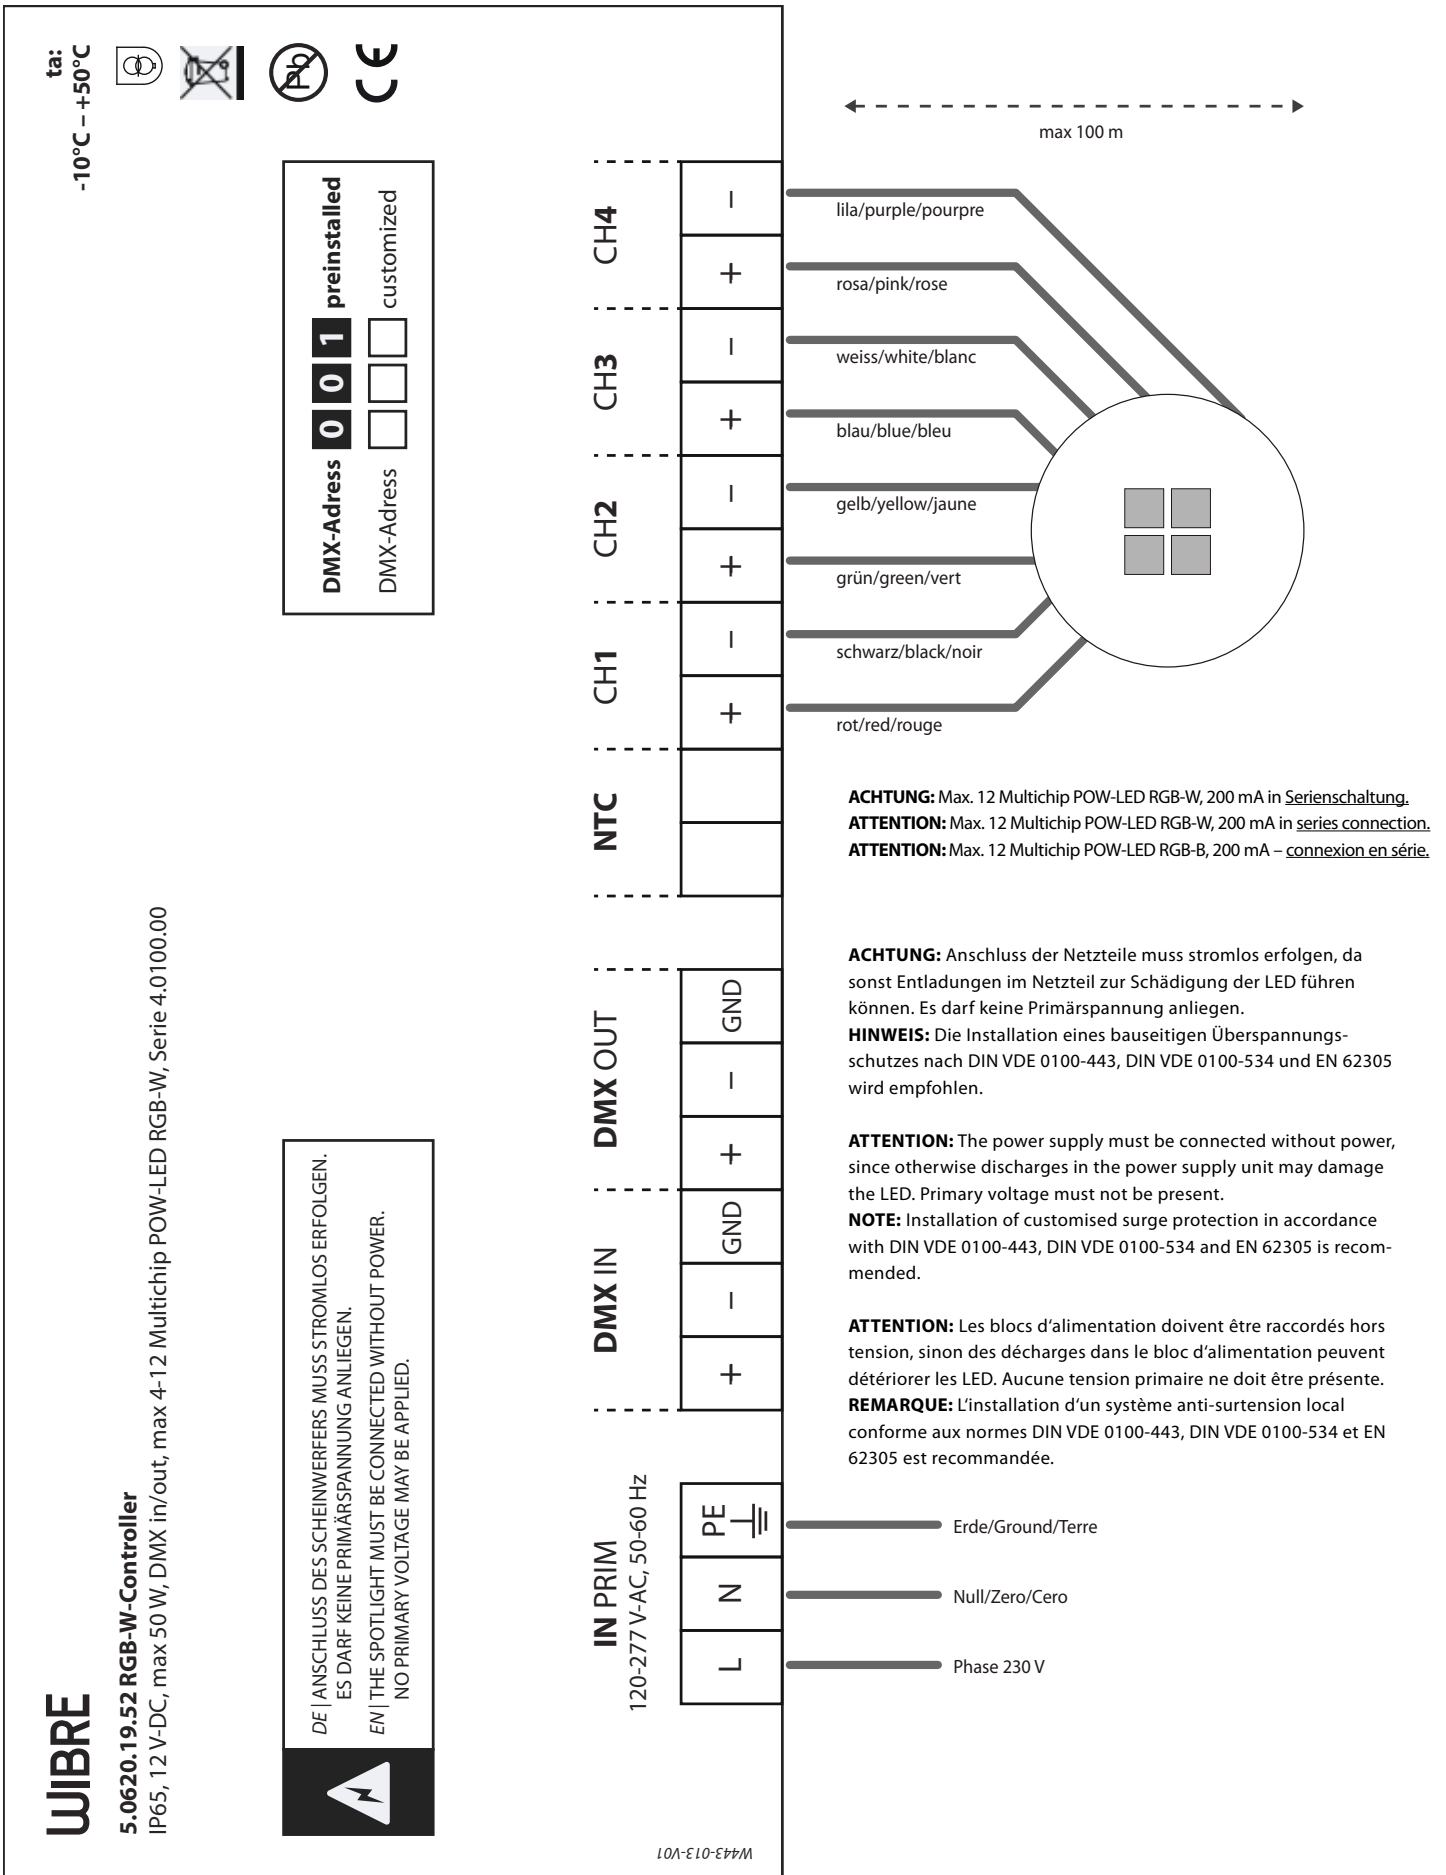 WIBRE
5.0620.19.52 RGB-W-Controller
IP65, 12 V-DC, max 50 W, DMX in/out, max 4-12 Multichip POW-LED RGB-W, Serie 4.0100.00
ta:
-10°C – +50°C
Pb
CE
DE | ANSCHLUSS DES SCHEINWERFERS MUSS STROMLOS ERFOLGEN.
ES DARF KEINE PRIMÄRSPANNUNG ANLIEGEN.
EN | THE SPOTLIGHT MUST BE CONNECTED WITHOUT POWER.
NO PRIMARY VOLTAGE MAY BE APPLIED.
DMX-Adress 0 0 1 preinstalled
DMX-Adress customized
IN PRIM
120-277 V-AC, 50-60 Hz
L N PE
DMX IN
+ – GND
DMX OUT
+ – GND
NTC
CH1
+ –
CH2
+ –
CH3
+ –
CH4
+ –
W443-013-V01
max 100 m
lila/purple/pourpre
rosa/pink/rose
weiss/white/blanc
blau/blue/bleu
gelb/yellow/jaune
grün/green/vert
schwarz/black/noir
rot/red/rouge
ACHTUNG: Max. 12 Multichip POW-LED RGB-W, 200 mA in Serienschaltung.
ATTENTION: Max. 12 Multichip POW-LED RGB-W, 200 mA in series connection.
ATTENTION: Max. 12 Multichip POW-LED RGB-B, 200 mA – connexion en série.
ACHTUNG: Anschluss der Netzteile muss stromlos erfolgen, da
sonst Entladungen im Netzteil zur Schädigung der LED führen
können. Es darf keine Primärspannung anliegen.
HINWEIS: Die Installation eines bauseitigen Überspannungs-
schutzes nach DIN VDE 0100-443, DIN VDE 0100-534 und EN 62305
wird empfohlen.
ATTENTION: The power supply must be connected without power,
since otherwise discharges in the power supply unit may damage
the LED. Primary voltage must not be present.
NOTE: Installation of customised surge protection in accordance
with DIN VDE 0100-443, DIN VDE 0100-534 and EN 62305 is recom-
mended.
ATTENTION: Les blocs d‘alimentation doivent être raccordés hors
tension, sinon des décharges dans le bloc d‘alimentation peuvent
détériorer les LED. Aucune tension primaire ne doit être présente.
REMARQUE: L‘installation d‘un système anti-surtension local
conforme aux normes DIN VDE 0100-443, DIN VDE 0100-534 et EN
62305 est recommandée.
Erde/Ground/Terre
Null/Zero/Cero
Phase 230 V